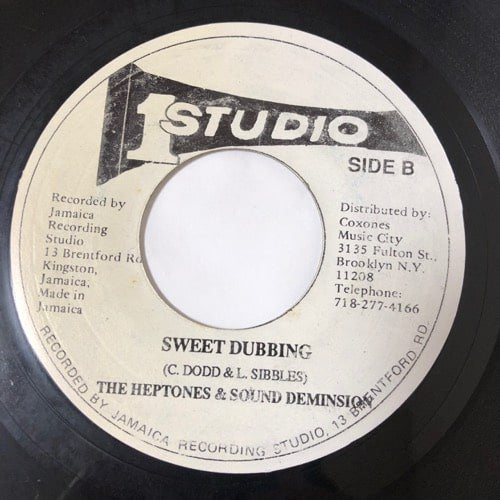 1 STUDIO
SIDE B
Recorded by
Jamaica
Recording
Studio
13 Brentford Rd
Kingston,
Jamaica,
Made in
Jamaica
Distributed by:
Coxones
Music City
3135 Fulton St.,
Brooklyn N.Y.
11208
Telephone:
718-277-4166
SWEET DUBBING
(C. DODD & L. SIBBLES)
THE HEPTONES & SOUND DEMINSION
RECORDED BY JAMAICA RECORDING STUDIO, 13 BRENTFORD RD